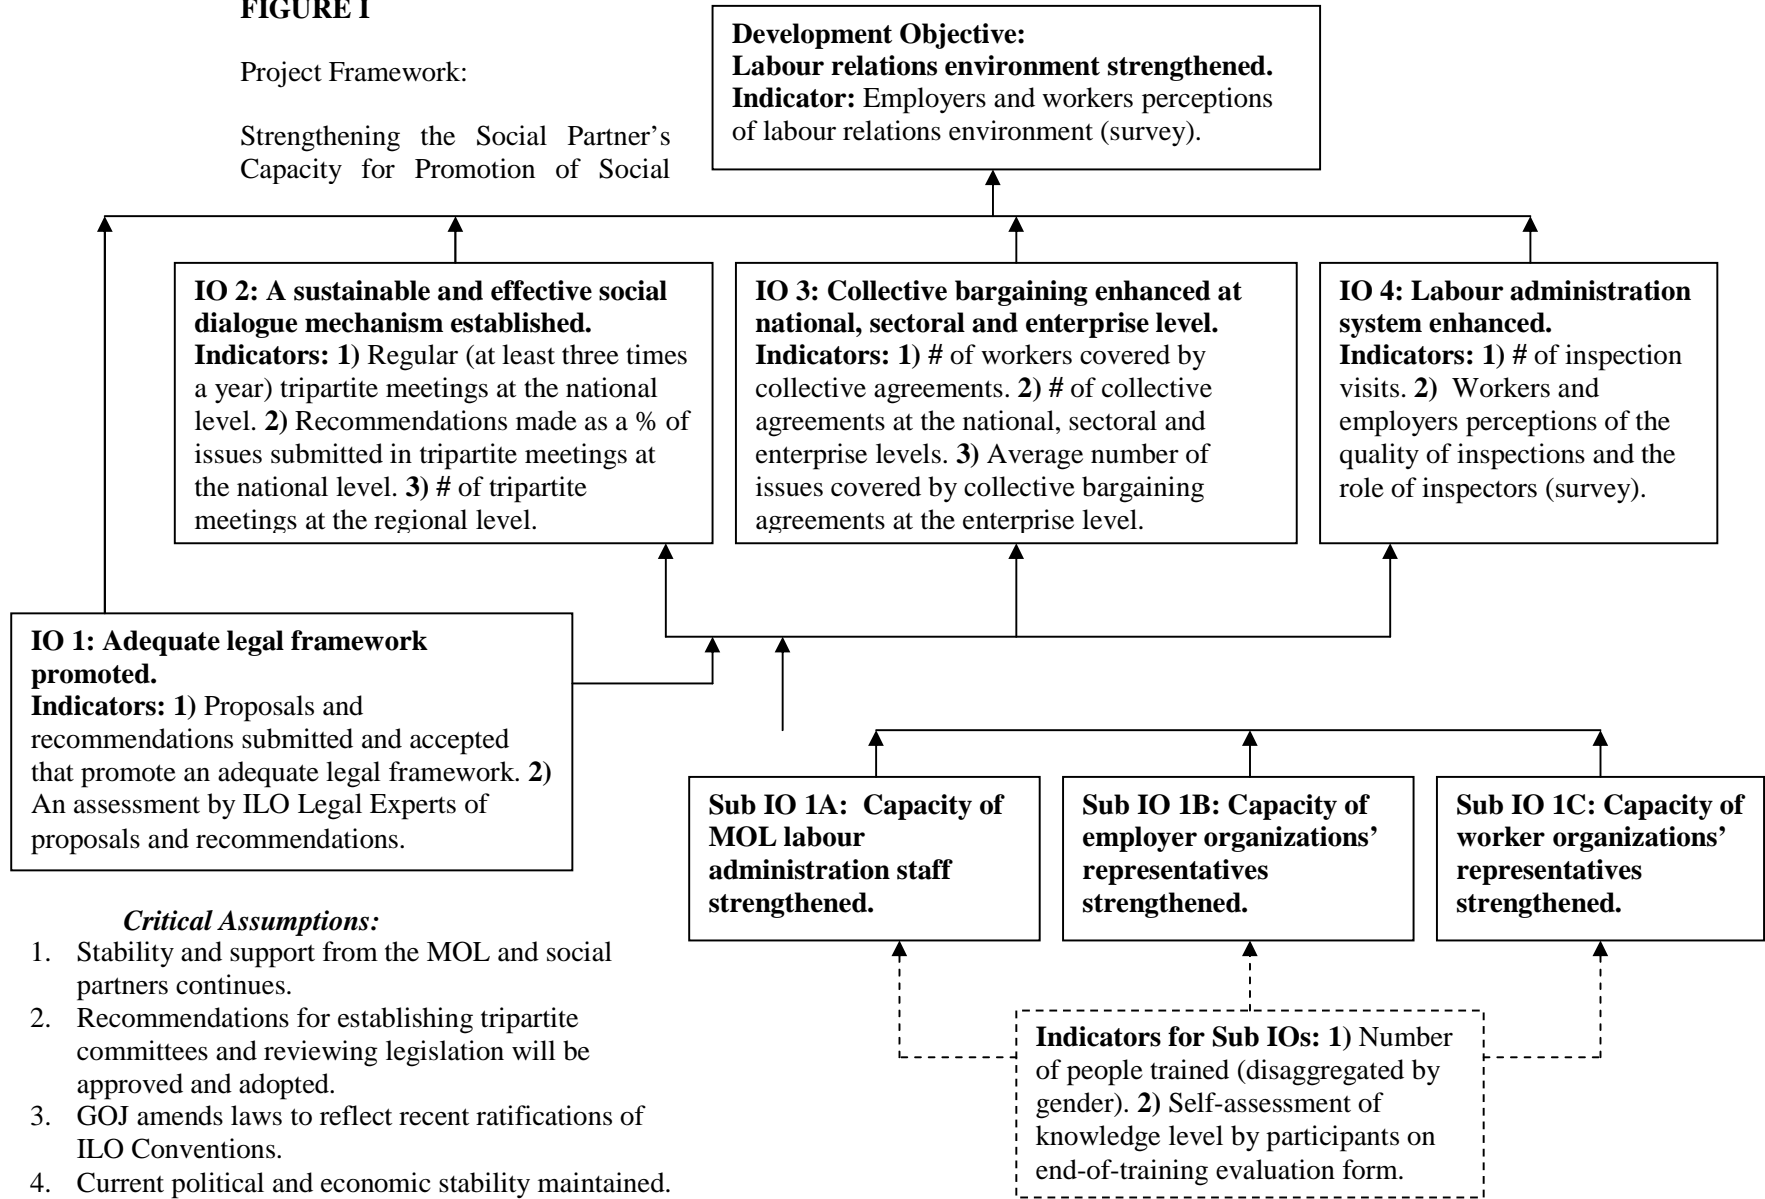 FIGURE I
Project Framework:
Strengthening the Social Partner's
Capacity for Promotion of Social
Development Objective:
Labour relations environment strengthened.
Indicator: Employers and workers perceptions
of labour relations environment (survey).
IO 2: A sustainable and effective social
dialogue mechanism established.
Indicators: 1) Regular (at least three times
a year) tripartite meetings at the national
level. 2) Recommendations made as a % of
issues submitted in tripartite meetings at
the national level. 3) # of tripartite
meetings at the regional level.
IO 3: Collective bargaining enhanced at
national, sectoral and enterprise level.
Indicators: 1) # of workers covered by
collective agreements. 2) # of collective
agreements at the national, sectoral and
enterprise levels. 3) Average number of
issues covered by collective bargaining
agreements at the enterprise level.
IO 4: Labour administration
system enhanced.
Indicators: 1) # of inspection
visits. 2)  Workers and
employers perceptions of the
quality of inspections and the
role of inspectors (survey).
IO 1: Adequate legal framework
promoted.
Indicators: 1) Proposals and
recommendations submitted and accepted
that promote an adequate legal framework. 2)
An assessment by ILO Legal Experts of
proposals and recommendations.
Sub IO 1A:  Capacity of
MOL labour
administration staff
strengthened.
Sub IO 1B: Capacity of
employer organizations'
representatives
strengthened.
Sub IO 1C: Capacity of
worker organizations'
representatives
strengthened.
Critical Assumptions:
1. Stability and support from the MOL and social
partners continues.
2. Recommendations for establishing tripartite
committees and reviewing legislation will be
approved and adopted.
3. GOJ amends laws to reflect recent ratifications of
ILO Conventions.
4. Current political and economic stability maintained.
Indicators for Sub IOs: 1) Number
of people trained (disaggregated by
gender). 2) Self-assessment of
knowledge level by participants on
end-of-training evaluation form.